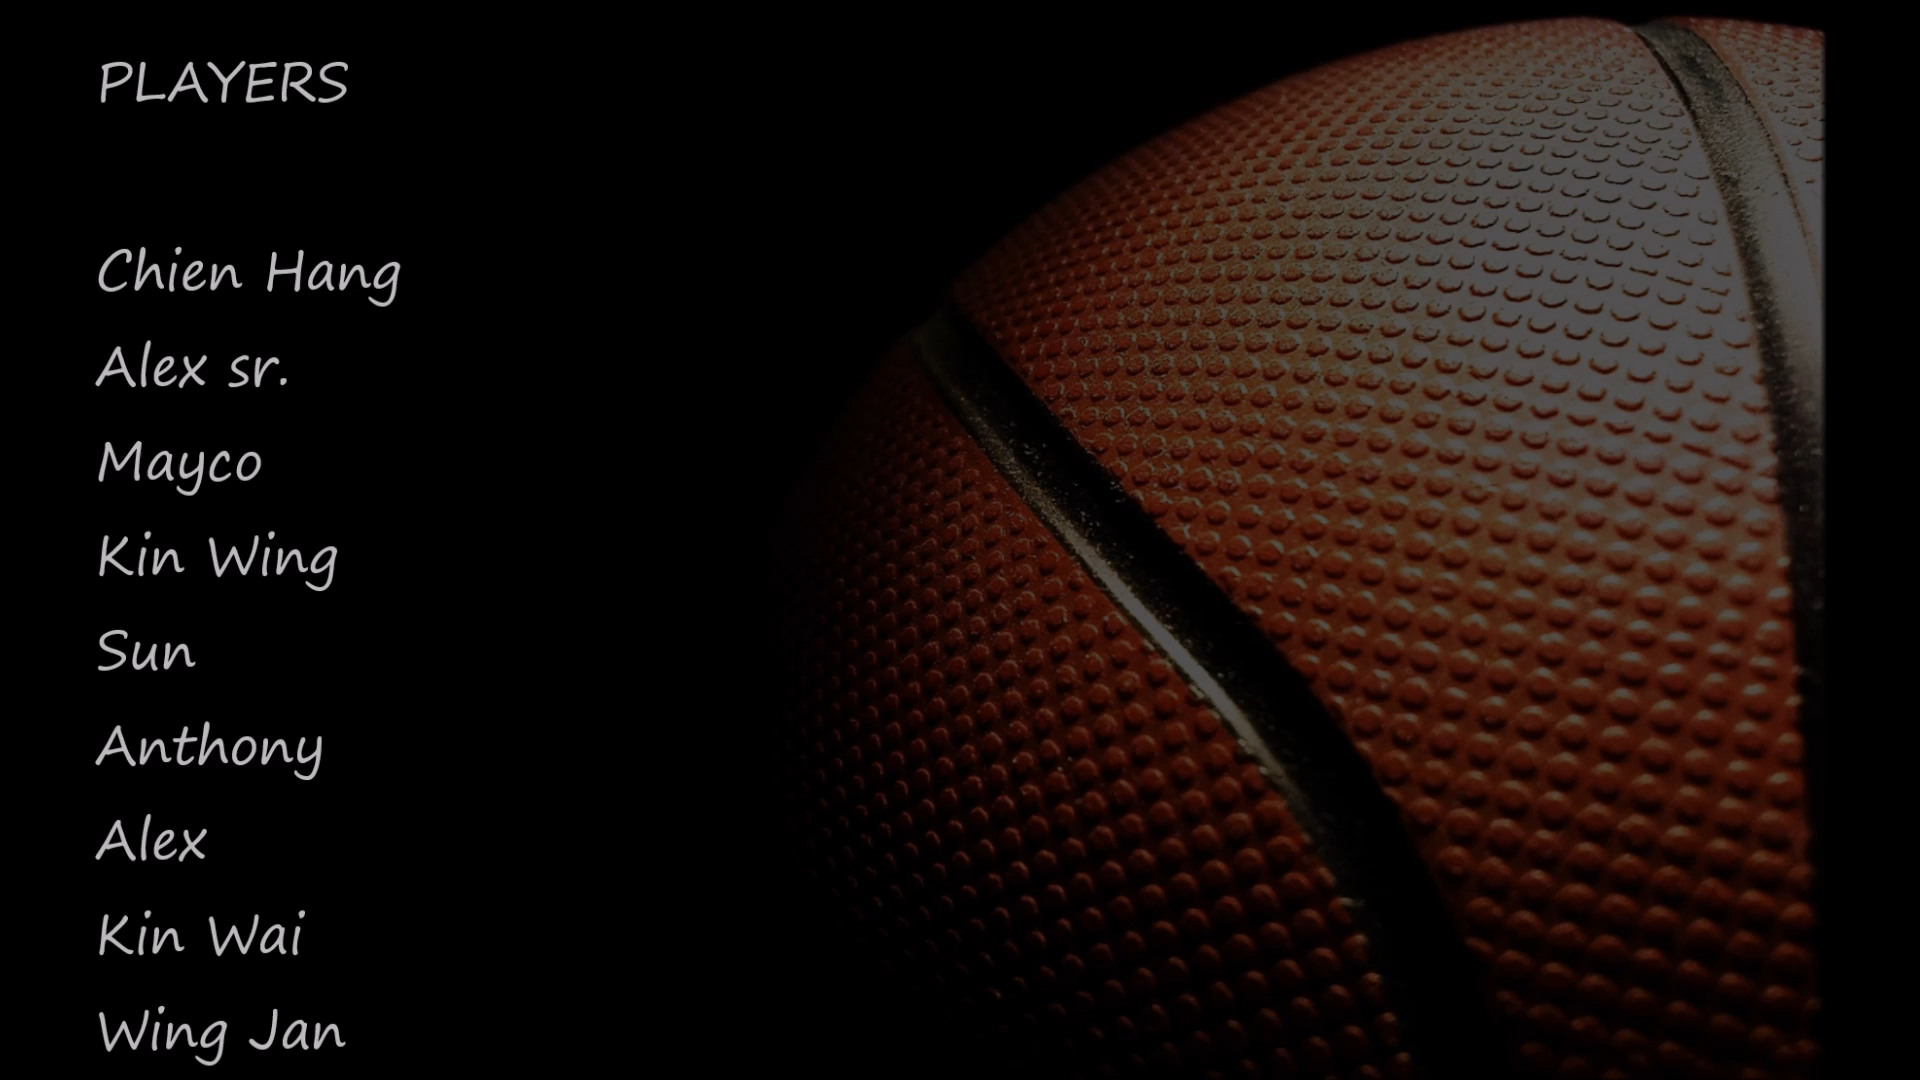 PLAYERS
Chien Hang
Alex sr.
Mayco
Kin Wing
Sun
Anthony
Alex
Kin Wai
Wing Jan